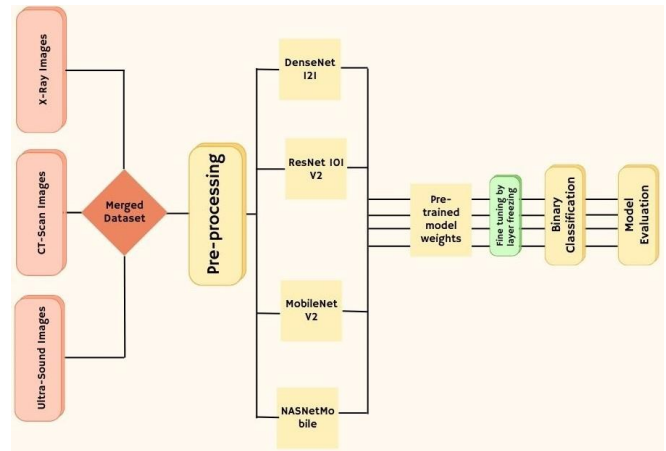 X-Ray Images
CT-Scan Images
Ultra-Sound Images
Merged
Dataset
Pre-processing
DenseNet
121
ResNet 101
V2
MobileNet
V2
NASNetMo
bile
Pre-
trained
model
weights
Fine tuning by
layer freezing
Binary
Classification
Model
Evaluation